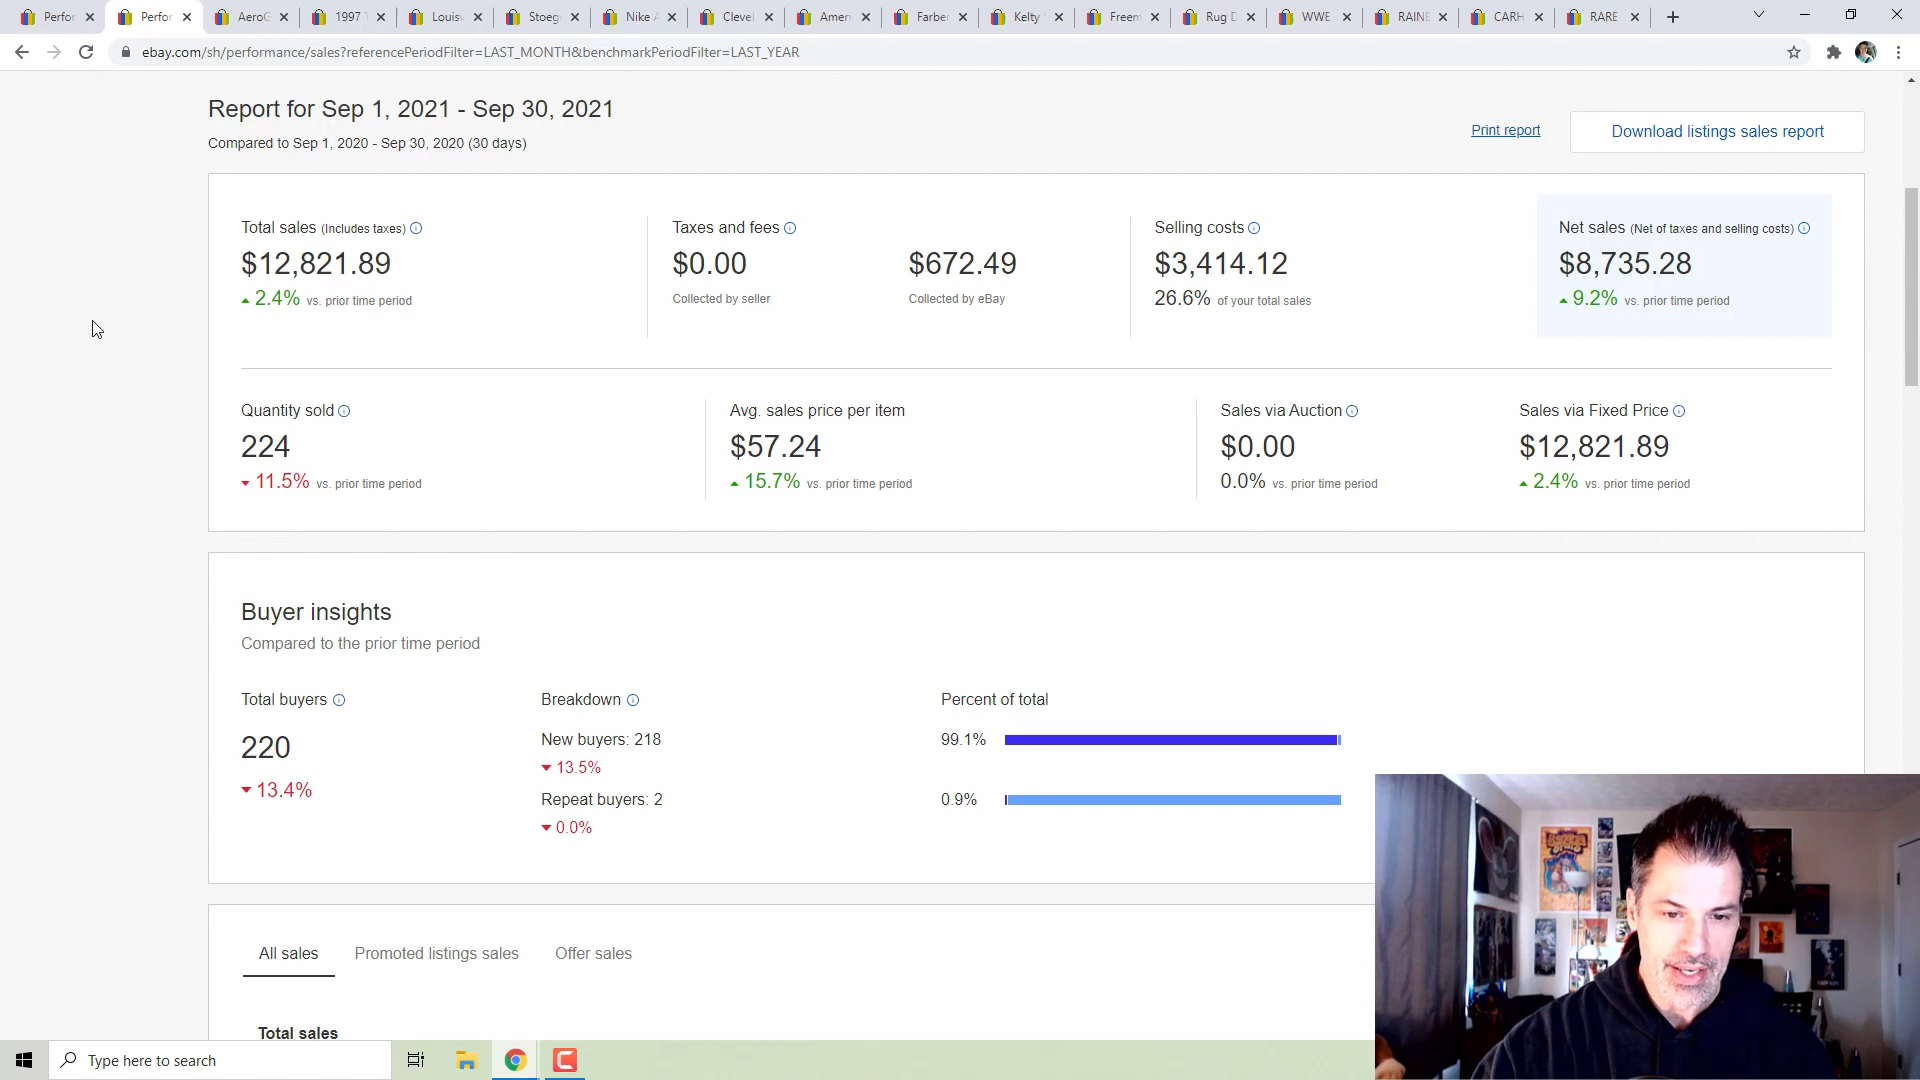 Perfor
Perfor
AeroG
1997 T
Louisv
Stoege
Nike A
Clevel
Ameri
Farber
Kelty
Freem
Rug D
WWE
RAINE
CARH
RARE
ebay.com/sh/performance/sales?referencePeriodFilter=LAST_MONTH&benchmarkPeriodFilter=LAST_YEAR
Report for Sep 1, 2021 - Sep 30, 2021
Compared to Sep 1, 2020 - Sep 30, 2020 (30 days)
Print report
Download listings sales report
Total sales (Includes taxes)
$12,821.89
2.4% vs. prior time period
Taxes and fees
$0.00
Collected by seller
$672.49
Collected by eBay
Selling costs
$3,414.12
26.6% of your total sales
Net sales (Net of taxes and selling costs)
$8,735.28
9.2% vs. prior time period
Quantity sold
224
11.5% vs. prior time period
Avg. sales price per item
$57.24
15.7% vs. prior time period
Sales via Auction
$0.00
0.0% vs. prior time period
Sales via Fixed Price
$12,821.89
2.4% vs. prior time period
Buyer insights
Compared to the prior time period
Total buyers
220
13.4%
Breakdown
New buyers: 218
13.5%
Repeat buyers: 2
0.0%
Percent of total
99.1%
0.9%
All sales
Promoted listings sales
Offer sales
Total sales
Type here to search